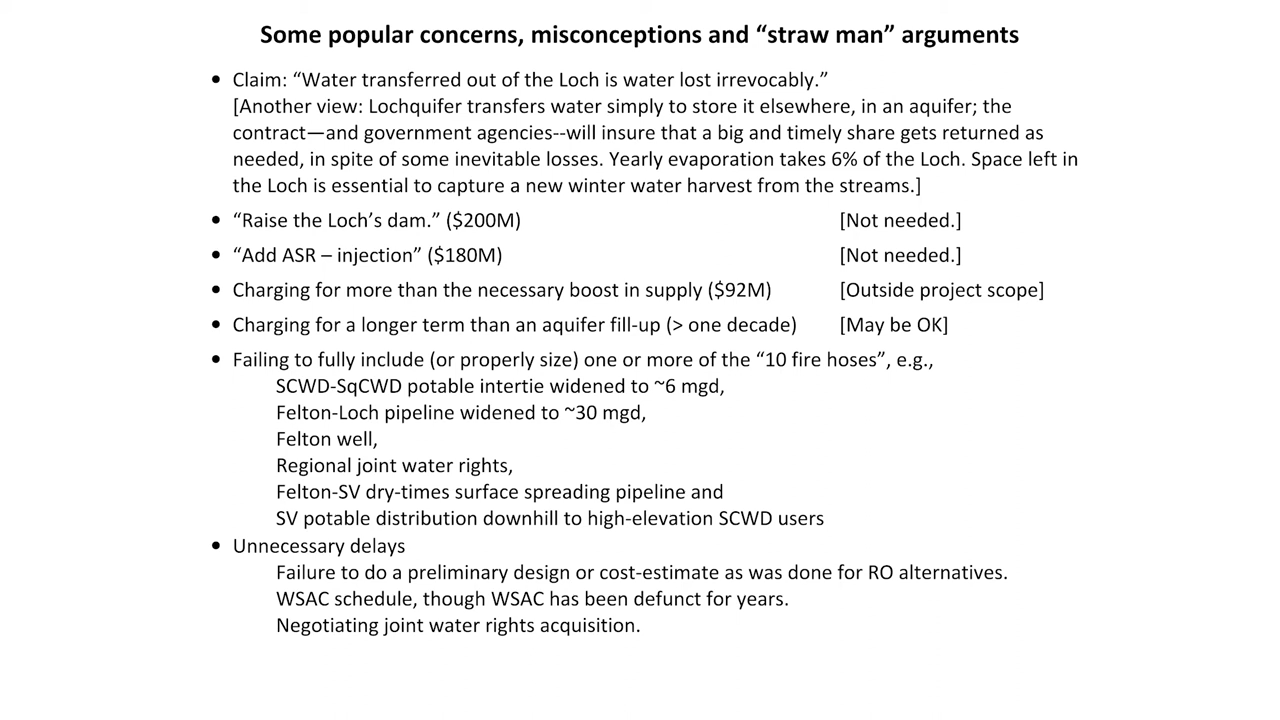 Some popular concerns, misconceptions and “straw man” arguments
• Claim: “Water transferred out of the Loch is water lost irrevocably.”
[Another view: Lochquifer transfers water simply to store it elsewhere, in an aquifer; the
contract—and government agencies--will insure that a big and timely share gets returned as
needed, in spite of some inevitable losses. Yearly evaporation takes 6% of the Loch. Space left in
the Loch is essential to capture a new winter water harvest from the streams.]
• “Raise the Loch’s dam.” ($200M) [Not needed.]
• “Add ASR – injection” ($180M) [Not needed.]
• Charging for more than the necessary boost in supply ($92M) [Outside project scope]
• Charging for a longer term than an aquifer fill-up (> one decade) [May be OK]
• Failing to fully include (or properly size) one or more of the “10 fire hoses”, e.g.,
SCWD-SqCWD potable intertie widened to ~6 mgd,
Felton-Loch pipeline widened to ~30 mgd,
Felton well,
Regional joint water rights,
Felton-SV dry-times surface spreading pipeline and
SV potable distribution downhill to high-elevation SCWD users
• Unnecessary delays
Failure to do a preliminary design or cost-estimate as was done for RO alternatives.
WSAC schedule, though WSAC has been defunct for years.
Negotiating joint water rights acquisition.